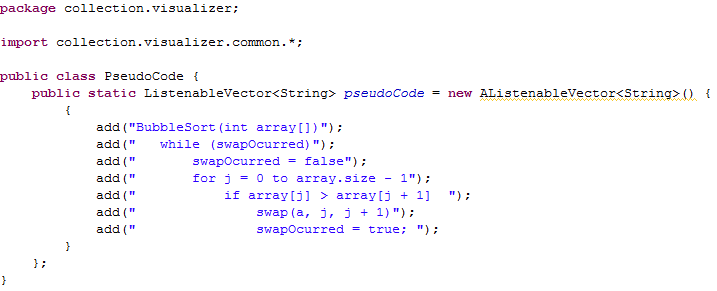 package collection.visualizer;
import collection.visualizer.common.*;
public class PseudoCode {
    public static ListenableVector<String> pseudoCode = new AListenableVector<String>() {
        {
            add("BubbleSort(int array[])");
            add("   while (swapOcurred)");
            add("       swapOcurred = false");
            add("       for j = 0 to array.size - 1");
            add("           if array[j] > array[j + 1]  ");
            add("               swap(a, j, j + 1)");
            add("               swapOcurred = true; ");
        }
    };
}